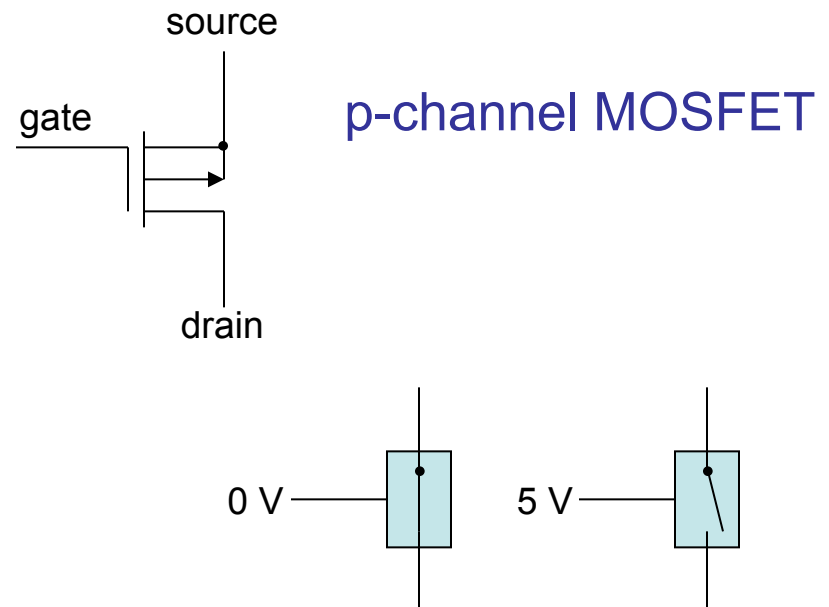 source
p-channel MOSFET
gate
drain
0 V
5 V